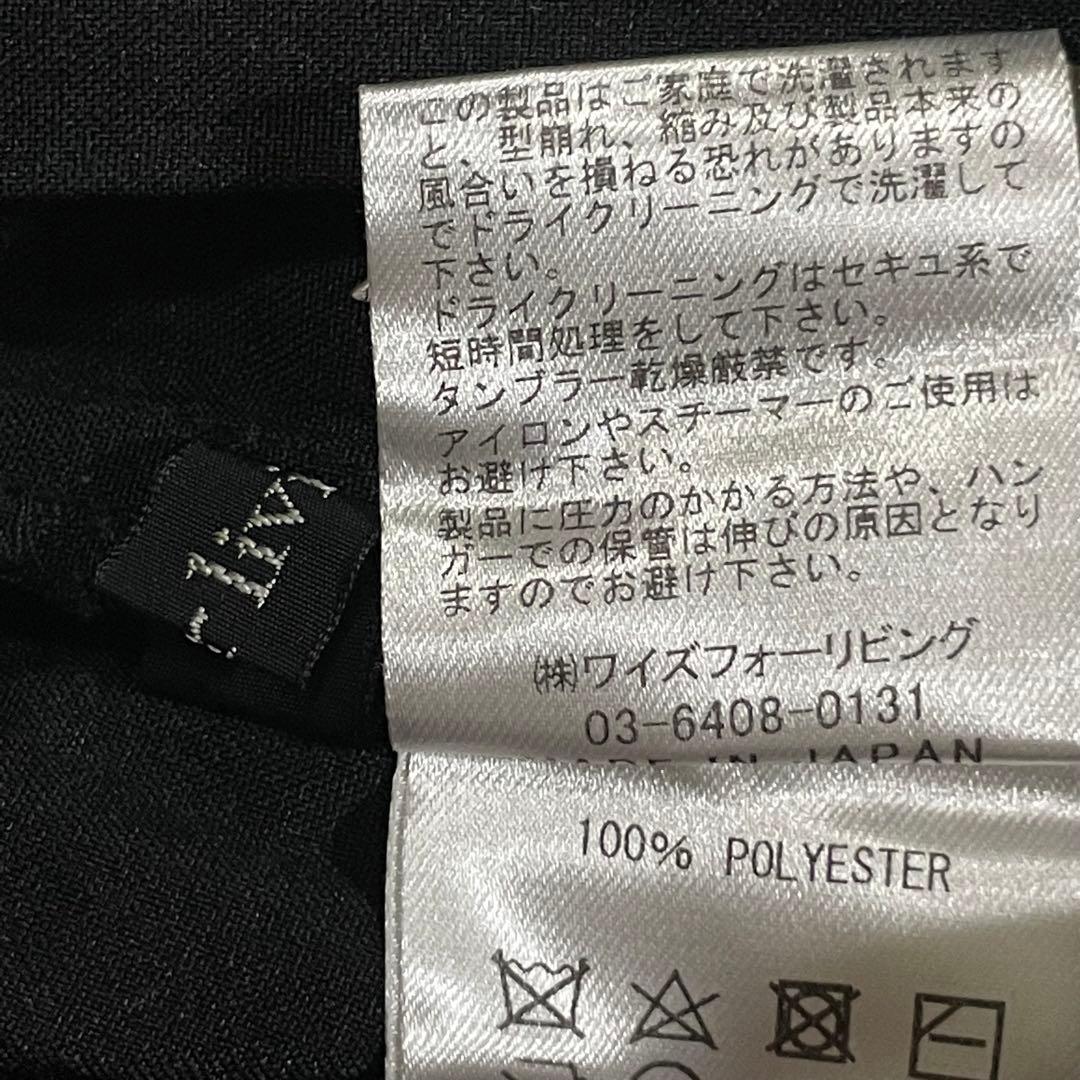 この製品はご家庭で洗濯されます
と、型崩れ、縮み及び製品本来の
風合いを損ねる恐れがありますの
でドライクリーニングで洗濯して
下さい。
ドライクリーニングはセキユ系で
短時間処理をして下さい。
タンブラー乾燥厳禁です。
アイロンやスチーマーのご使用は
お避け下さい。
製品に圧力のかかる方法や、ハン
ガーでの保管は伸びの原因となり
ますのでお避け下さい。
㈱ワイズフォーリビング
03-6408-0131
MADE IN JAPAN
100% POLYESTER